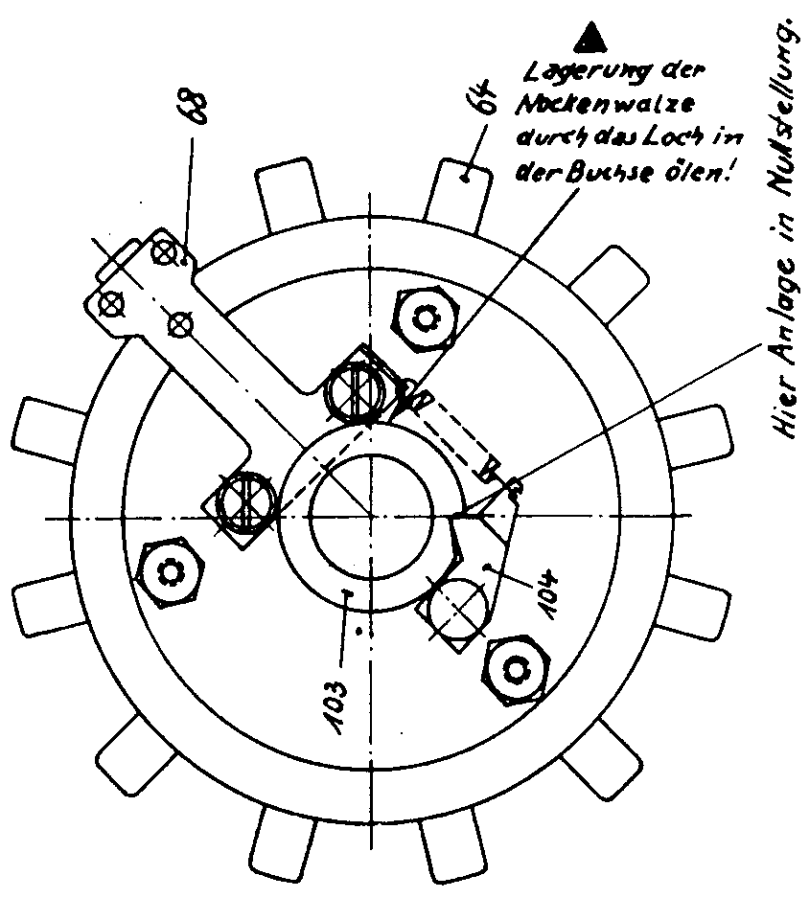 Lagerung der
Nockenwalze
durch das Loch in
der Buchse ölen!
Hier Anlage in Nullstellung.
68
64
103
104